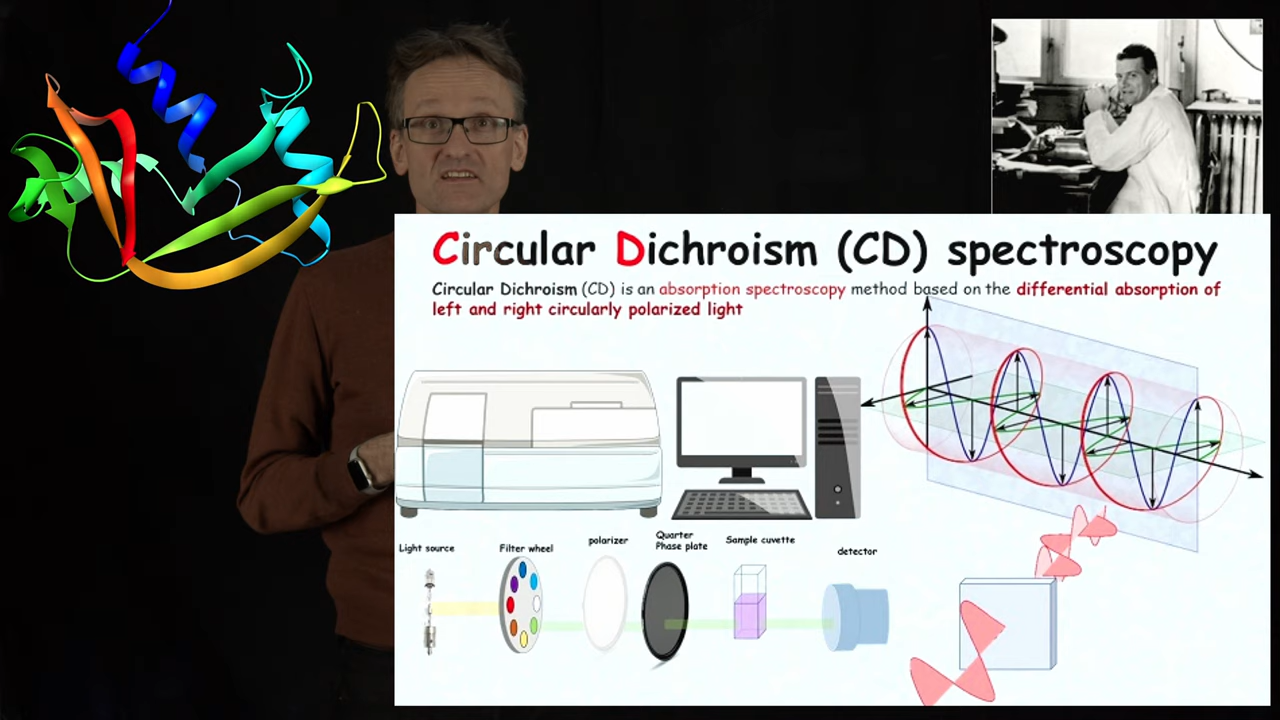 Circular Dichroism (CD) spectroscopy
Circular Dichroism (CD) is an absorption spectroscopy method based on the differential absorption of
left and right circularly polarized light
Light source
Filter wheel
polarizer
Quarter
Phase plate
Sample cuvette
detector